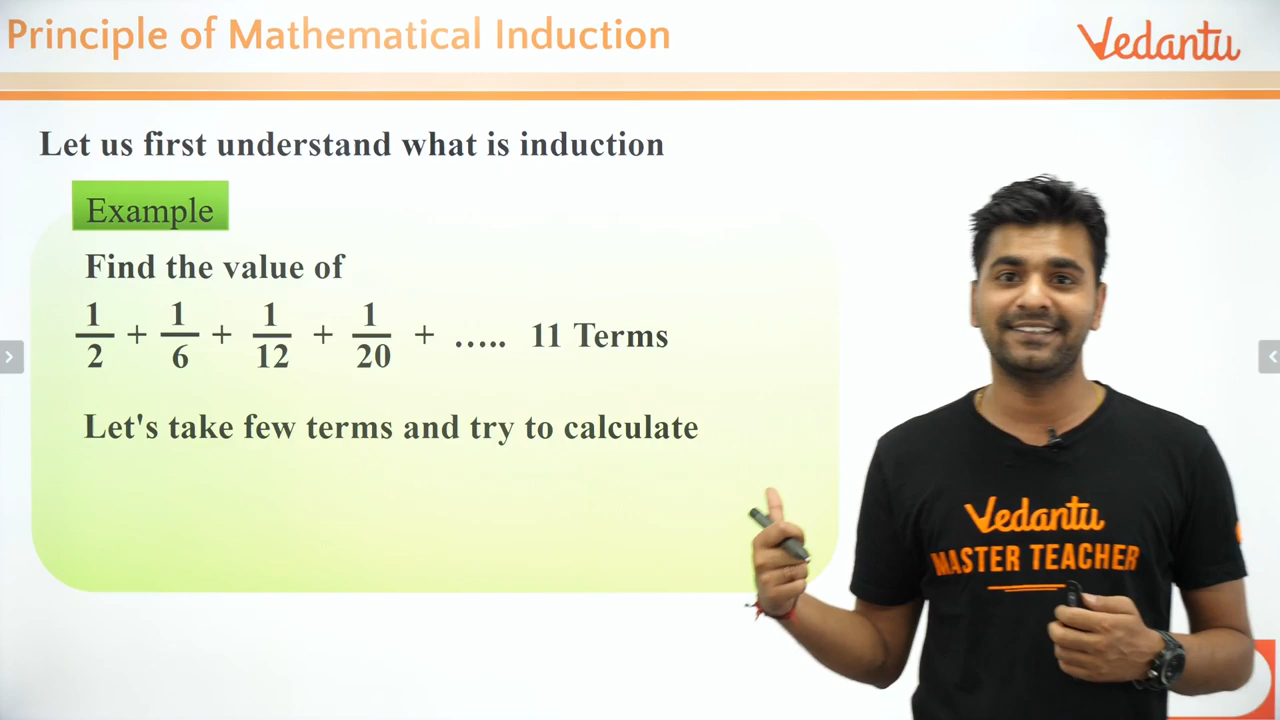 Principle of Mathematical Induction
Vedantu
Let us first understand what is induction
Example
Find the value of
1/2 + 1/6 + 1/12 + 1/20 + ..... 11 Terms
Let's take few terms and try to calculate
Vedantu
MASTER TEACHER